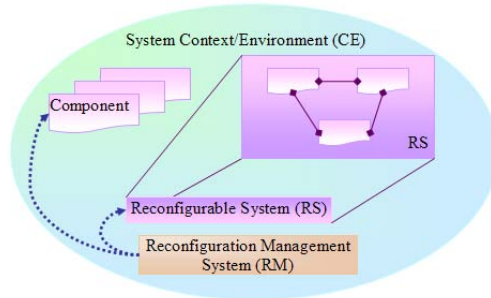 System Context/Environment (CE)
Component
RS
Reconfigurable System (RS)
Reconfiguration Management
System (RM)